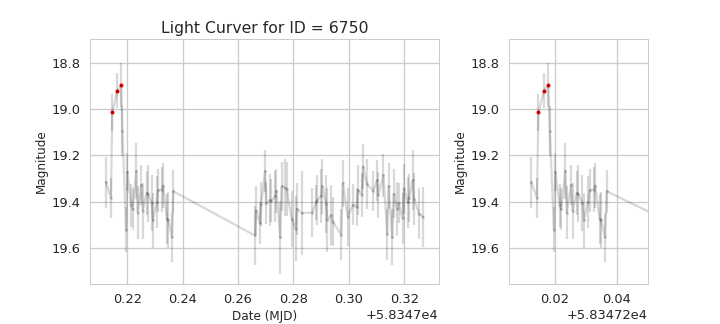 Light Curver for ID = 6750
Magnitude
18.8
19.0
19.2
19.4
19.6
0.22 0.24 0.26 0.28 0.30 0.32
Date (MJD)
+5.8347e4
Magnitude
18.8
19.0
19.2
19.4
19.6
0.02 0.04
+5.83472e4